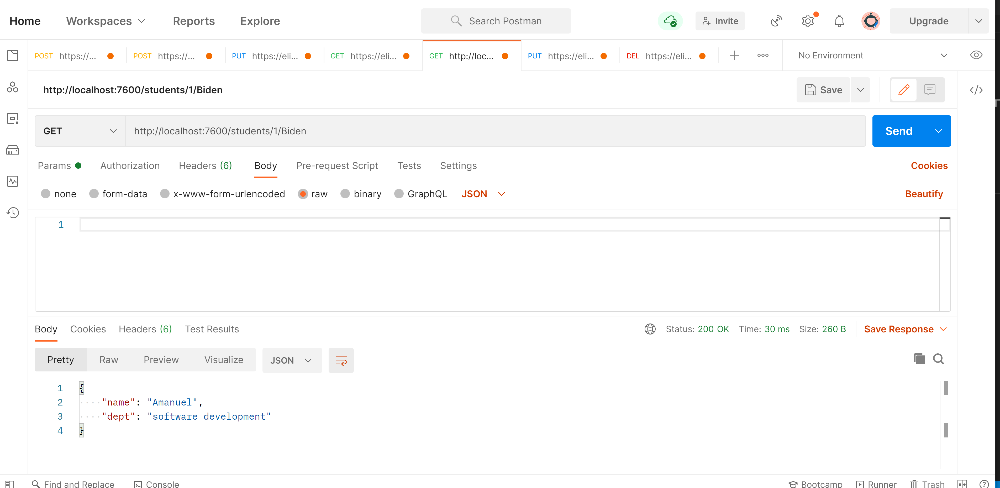 Home Workspaces Reports Explore Search Postman Invite Upgrade
POST https://... POST https://... PUT https://eli... GET https://eli... GET http://loc... PUT https://eli... DEL https://eli... No Environment
http://localhost:7600/students/1/Biden Save
GET http://localhost:7600/students/1/Biden Send
Params Authorization Headers (6) Body Pre-request Script Tests Settings Cookies
none form-data x-www-form-urlencoded raw binary GraphQL JSON Beautify
1
Body Cookies Headers (6) Test Results Status: 200 OK Time: 30 ms Size: 260 B Save Response
Pretty Raw Preview Visualize JSON
1 {
2 "name": "Amanuel",
3 "dept": "software development"
4 }
Find and Replace Console Bootcamp Runner Trash